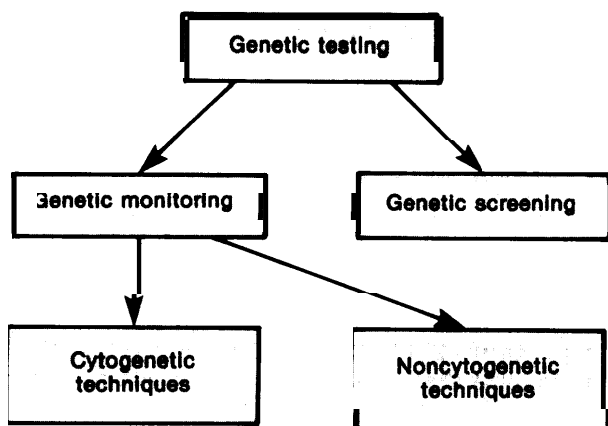 Genetic testing
Genetic monitoring
Genetic screening
Cytogenetic
techniques
Noncytogenetic
techniques